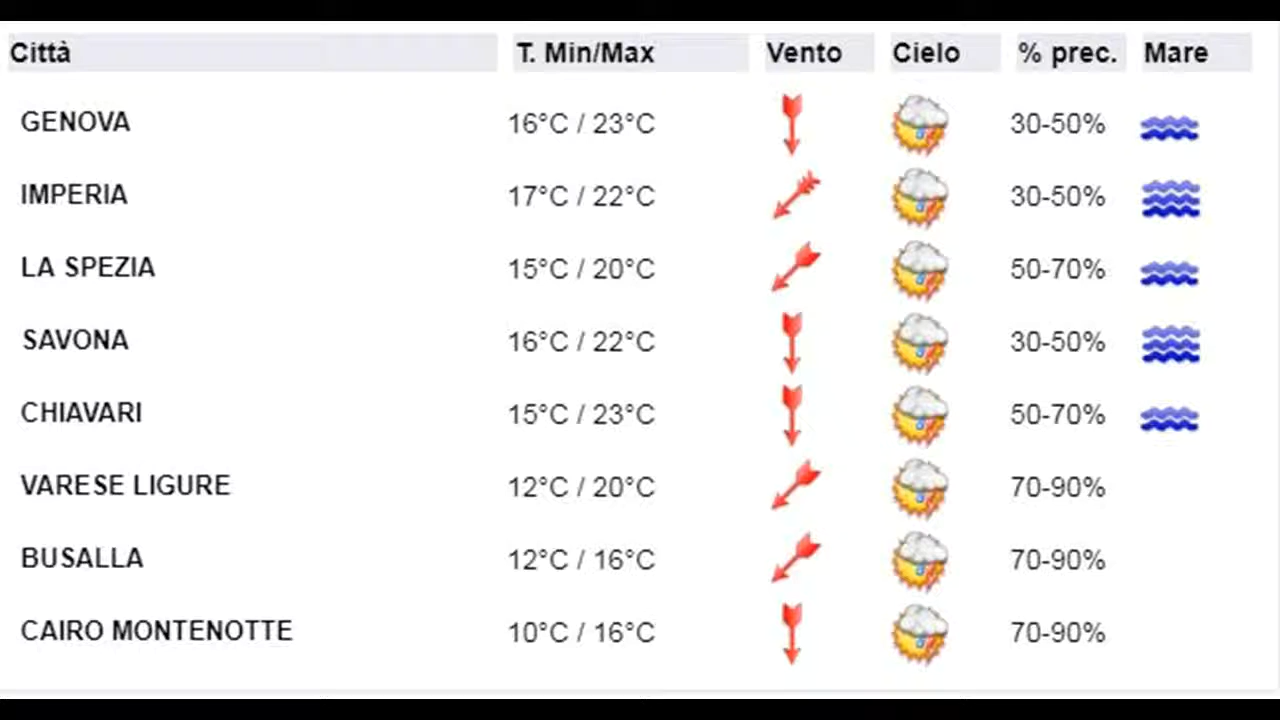 Città T. Min/Max Vento Cielo % prec. Mare
GENOVA 16°C / 23°C 30-50%
IMPERIA 17°C / 22°C 30-50%
LA SPEZIA 15°C / 20°C 50-70%
SAVONA 16°C / 22°C 30-50%
CHIAVARI 15°C / 23°C 50-70%
VARESE LIGURE 12°C / 20°C 70-90%
BUSALLA 12°C / 16°C 70-90%
CAIRO MONTENOTTE 10°C / 16°C 70-90%